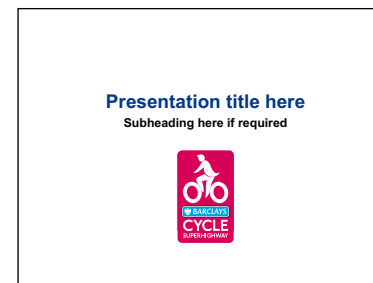 Presentation title here
Subheading here if required
BARCLAYS
CYCLE
SUPERHIGHWAY